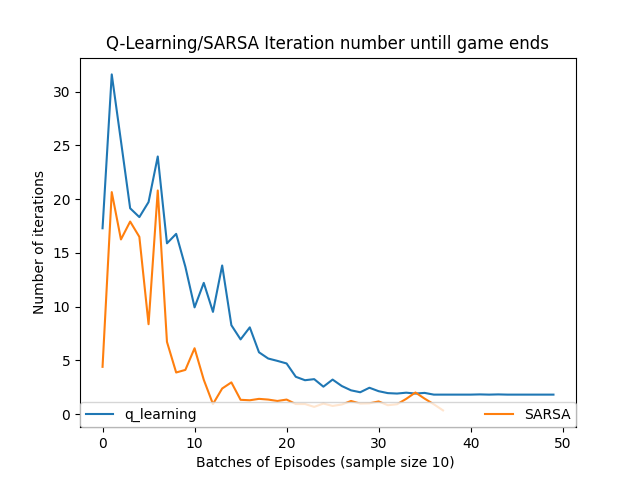 Q-Learning/SARSA Iteration number untill game ends
Number of iterations
30
25
20
15
10
5
0
q_learning
SARSA
0 10 20 30 40 50
Batches of Episodes (sample size 10)